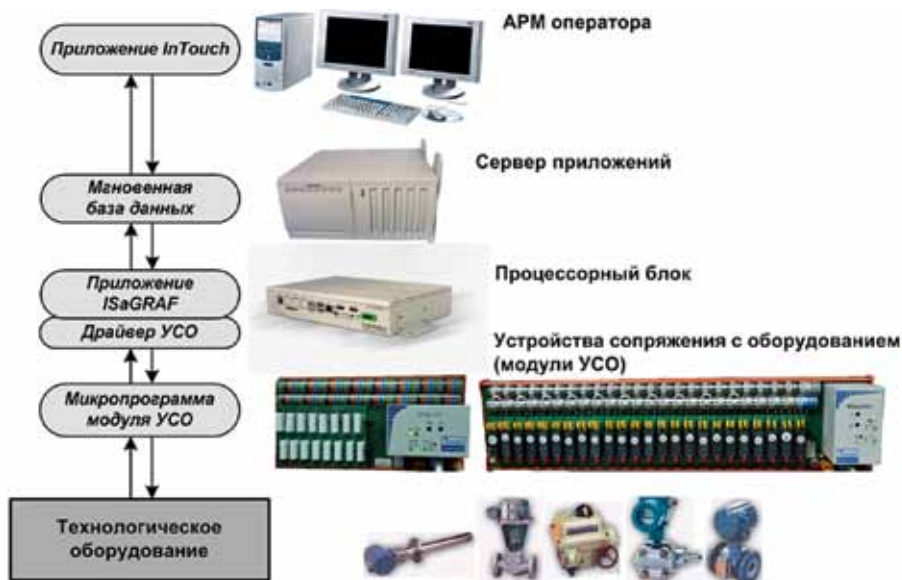 Приложение InTouch
АРМ оператора
Сервер приложений
Мгновенная
база данных
Процессорный блок
Приложение
ISaGRAF
Драйвер УСО
Устройства сопряжения с оборудованием
(модули УСО)
Микропрограмма
модуля УСО
Технологическое
оборудование